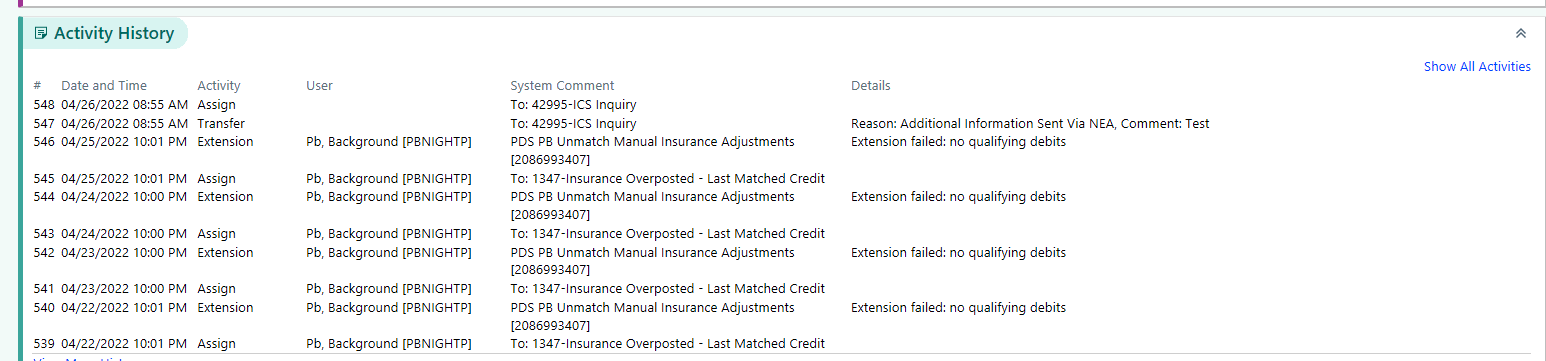 Activity History
Show All Activities
# Date and Time Activity User System Comment Details
548 04/26/2022 08:55 AM Assign To: 42995-ICS Inquiry
547 04/26/2022 08:55 AM Transfer To: 42995-ICS Inquiry Reason: Additional Information Sent Via NEA, Comment: Test
546 04/25/2022 10:01 PM Extension Pb, Background [PBNIGHTP] PDS PB Unmatch Manual Insurance Adjustments Extension failed: no qualifying debits
[2086993407]
545 04/25/2022 10:01 PM Assign Pb, Background [PBNIGHTP] To: 1347-Insurance Overposted - Last Matched Credit
544 04/24/2022 10:00 PM Extension Pb, Background [PBNIGHTP] PDS PB Unmatch Manual Insurance Adjustments Extension failed: no qualifying debits
[2086993407]
543 04/24/2022 10:00 PM Assign Pb, Background [PBNIGHTP] To: 1347-Insurance Overposted - Last Matched Credit
542 04/23/2022 10:00 PM Extension Pb, Background [PBNIGHTP] PDS PB Unmatch Manual Insurance Adjustments Extension failed: no qualifying debits
[2086993407]
541 04/23/2022 10:00 PM Assign Pb, Background [PBNIGHTP] To: 1347-Insurance Overposted - Last Matched Credit
540 04/22/2022 10:01 PM Extension Pb, Background [PBNIGHTP] PDS PB Unmatch Manual Insurance Adjustments Extension failed: no qualifying debits
[2086993407]
539 04/22/2022 10:01 PM Assign Pb, Background [PBNIGHTP] To: 1347-Insurance Overposted - Last Matched Credit